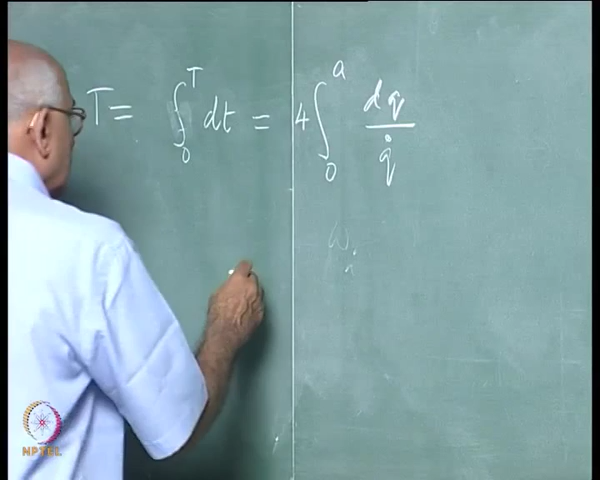 T = ∫₀ᵀ dt = 4 ∫₀ᵃ dq/q̇
NPTEL